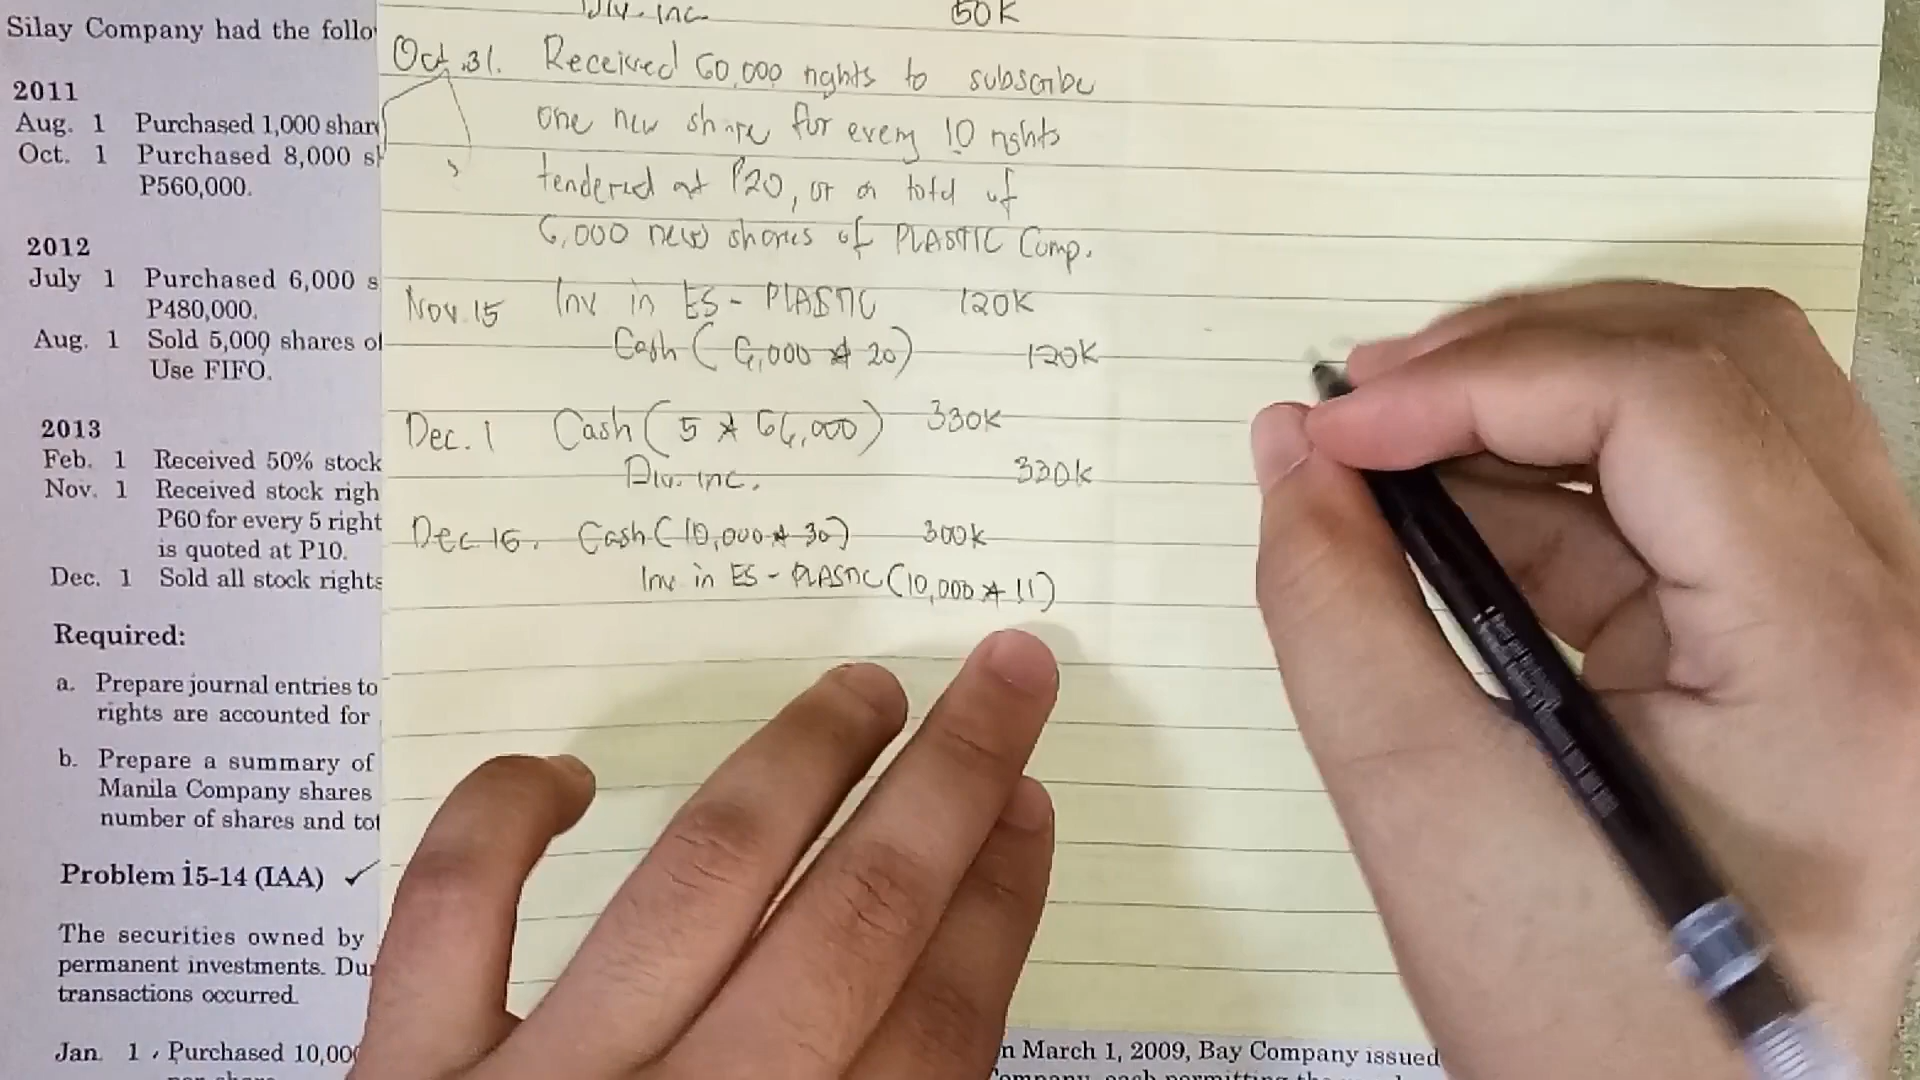 Silay Company had the follo
2011
Aug. 1 Purchased 1,000 shar
Oct. 1 Purchased 8,000 s
P560,000.
2012
July 1 Purchased 6,000 s
P480,000.
Aug. 1 Sold 5,000 shares of
Use FIFO.
2013
Feb. 1 Received 50% stock
Nov. 1 Received stock righ
P60 for every 5 right
is quoted at P10.
Dec. 1 Sold all stock rights
Required:
a. Prepare journal entries to
rights are accounted for
b. Prepare a summary of
Manila Company shares
number of shares and tot
Problem 15-14 (IAA) ✓
The securities owned by
permanent investments. Du
transactions occurred.
Jan. 1 Purchased 10,00
per share
Div. Inc. 50K
Oct. 31. Received 60,000 rights to subscribe
one new share for every 10 rights
tendered at P20, or a total of
6,000 new shares of PLASTIC Comp.
Nov. 15 Inv in ES - PLASTIC 120K
Cash (6,000 * 20) 120K
Dec. 1 Cash (5 * 66,000) 330K
Div. Inc. 330K
Dec 16. Cash (10,000 * 30) 300K
Inv in ES - PLASTIC (10,000 * 11)
n March 1, 2009, Bay Company issued
Company, each permitting the